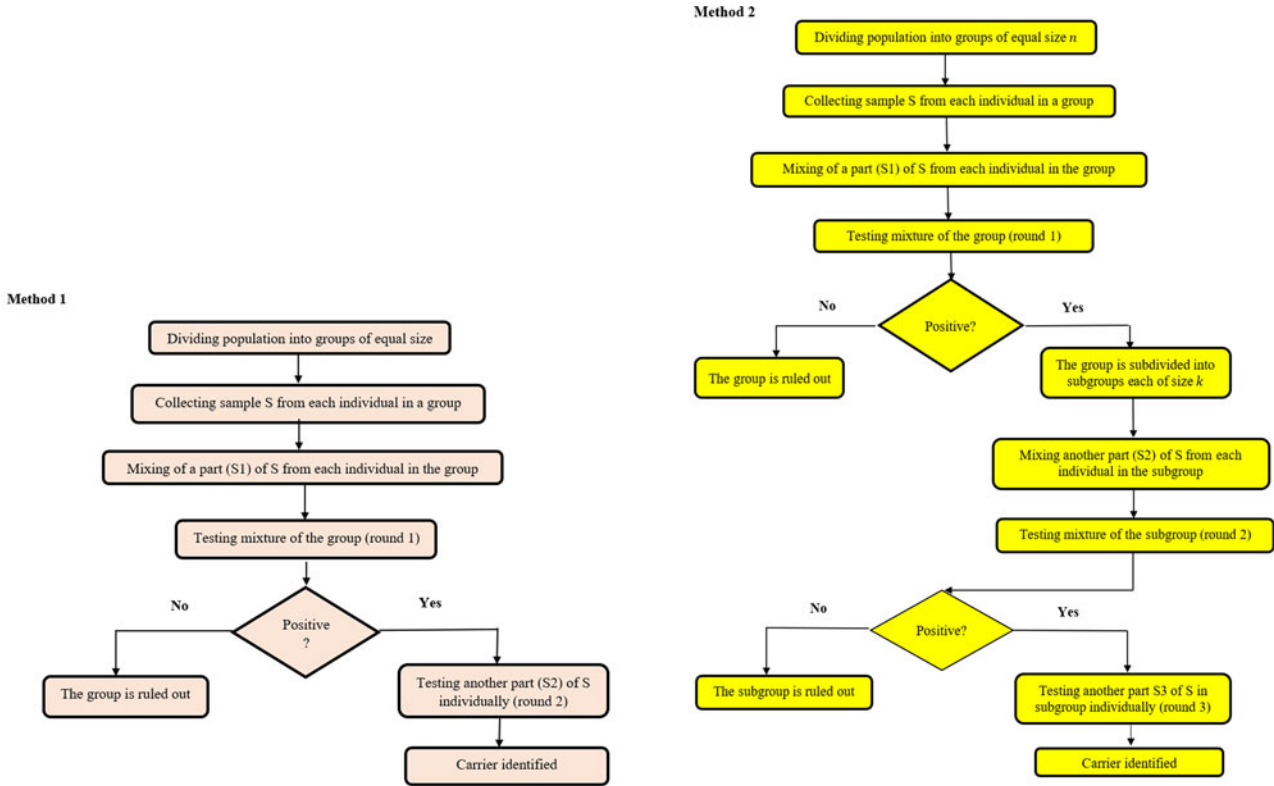 Method 1
Dividing population into groups of equal size
Collecting sample S from each individual in a group
Mixing of a part (S1) of S from each individual in the group
Testing mixture of the group (round 1)
Positive
?
No
Yes
The group is ruled out
Testing another part (S2) of S
individually (round 2)
Carrier identified
Method 2
Dividing population into groups of equal size n
Collecting sample S from each individual in a group
Mixing of a part (S1) of S from each individual in the group
Testing mixture of the group (round 1)
Positive?
No
Yes
The group is ruled out
The group is subdivided into
subgroups each of size k
Mixing another part (S2) of S from each
individual in the subgroup
Testing mixture of the subgroup (round 2)
Positive?
No
Yes
The subgroup is ruled out
Testing another part S3 of S in
subgroup individually (round 3)
Carrier identified